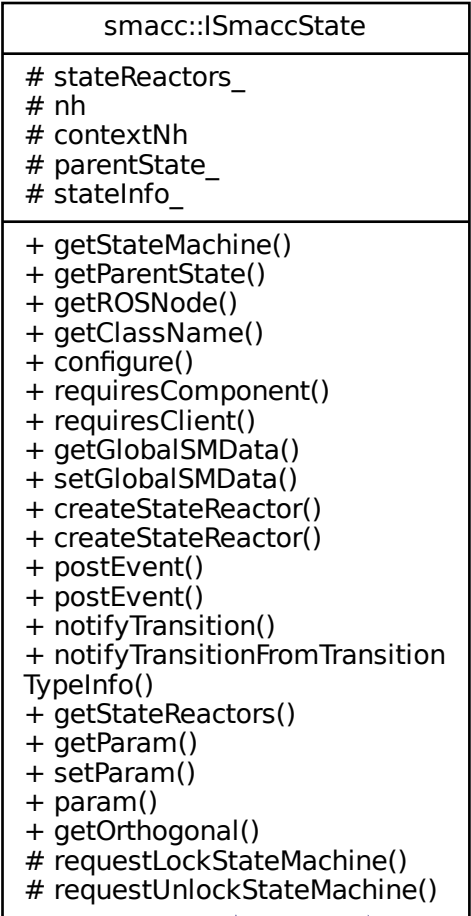 smacc::ISmaccState
# stateReactors_
# nh
# contextNh
# parentState_
# stateInfo_
+ getStateMachine()
+ getParentState()
+ getROSNode()
+ getClassName()
+ configure()
+ requiresComponent()
+ requiresClient()
+ getGlobalSMData()
+ setGlobalSMData()
+ createStateReactor()
+ createStateReactor()
+ postEvent()
+ postEvent()
+ notifyTransition()
+ notifyTransitionFromTransition
TypeInfo()
+ getStateReactors()
+ getParam()
+ setParam()
+ param()
+ getOrthogonal()
# requestLockStateMachine()
# requestUnlockStateMachine()